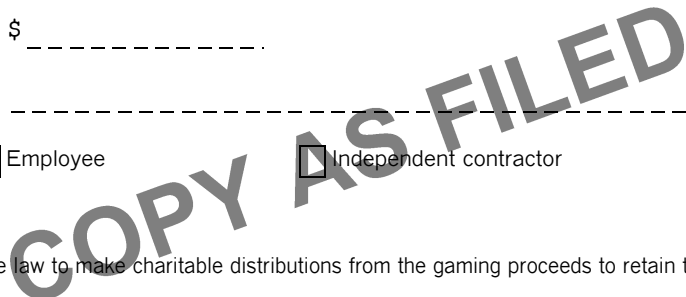 $
Employee Independent contractor
law to make charitable distributions from the gaming proceeds to retain
COPY AS FILED